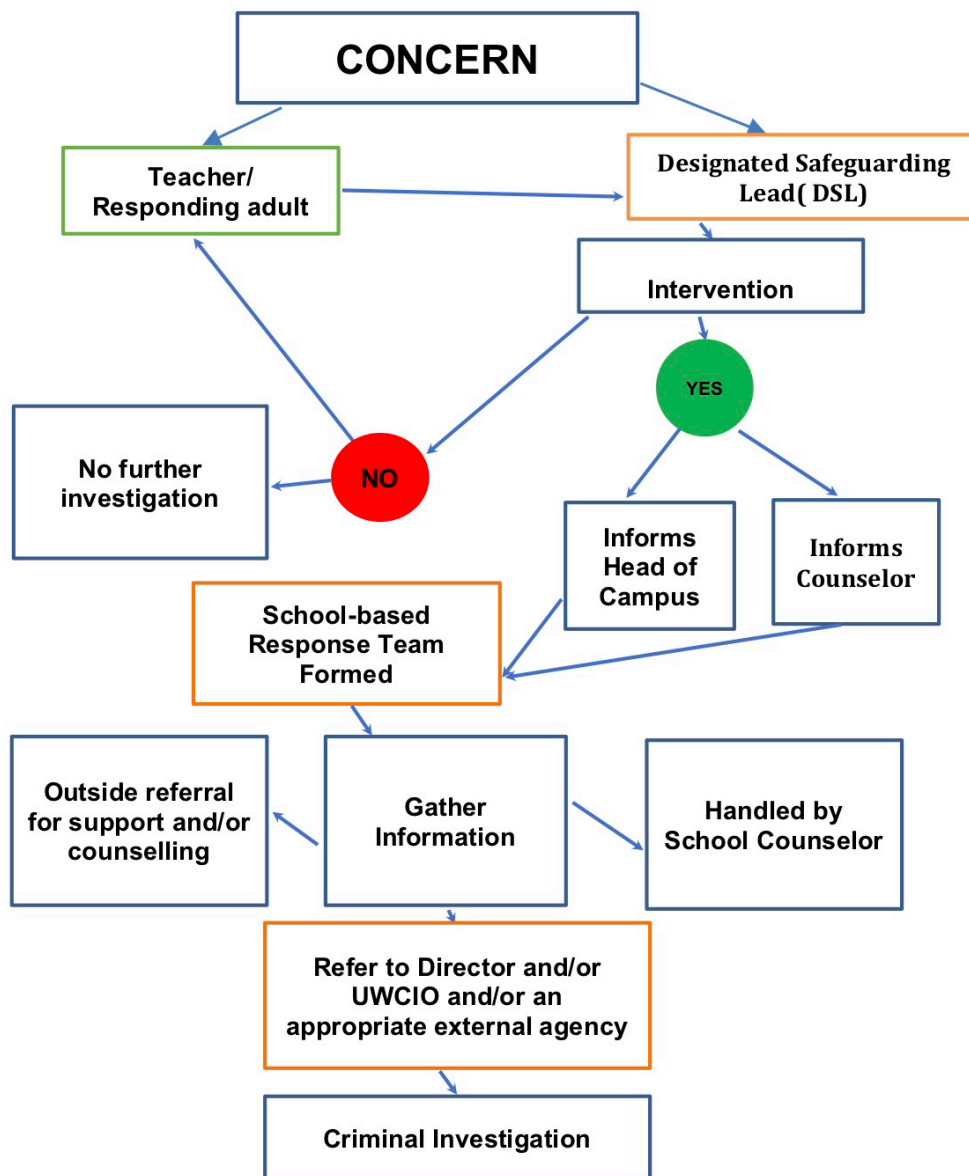 CONCERN
Teacher/
Responding adult
Designated Safeguarding
Lead( DSL)
Intervention
YES
NO
No further
investigation
Informs
Head of
Campus
Informs
Counselor
School-based
Response Team
Formed
Outside referral
for support and/or
counselling
Gather
Information
Handled by
School Counselor
Refer to Director and/or
UWCIO and/or an
appropriate external agency
Criminal Investigation